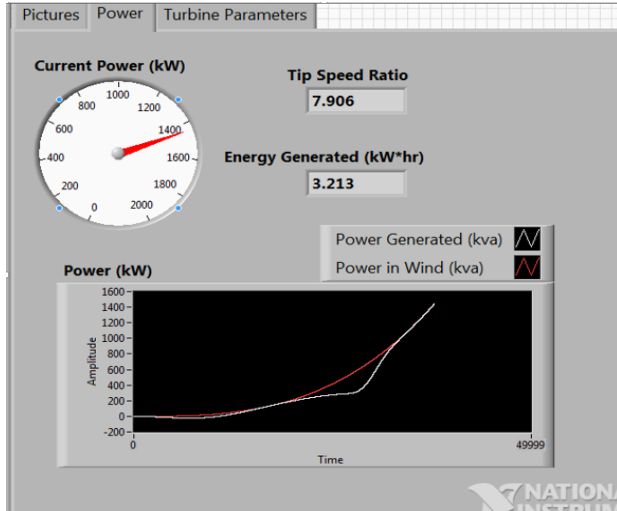 Pictures Power Turbine Parameters
Current Power (kW)
Tip Speed Ratio
7.906
0 200 400 600 800 1000 1200 1400 1600 1800 2000
Energy Generated (kW*hr)
3.213
Power Generated (kva)
Power in Wind (kva)
Power (kW)
Amplitude
1600
1400
1200
1000
800
600
400
200
0
-200
0 49999
Time
NATIONA
INSTRUM